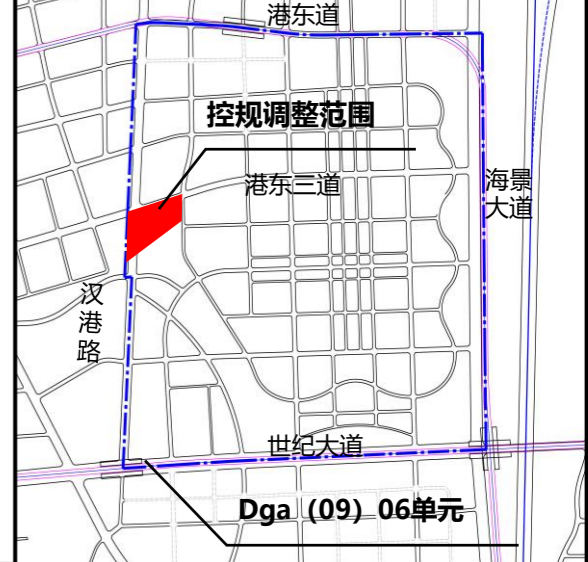 港东道
控规调整范围
港东三道
海景
大道
汉
港
路
世纪大道
Dga（09）06单元